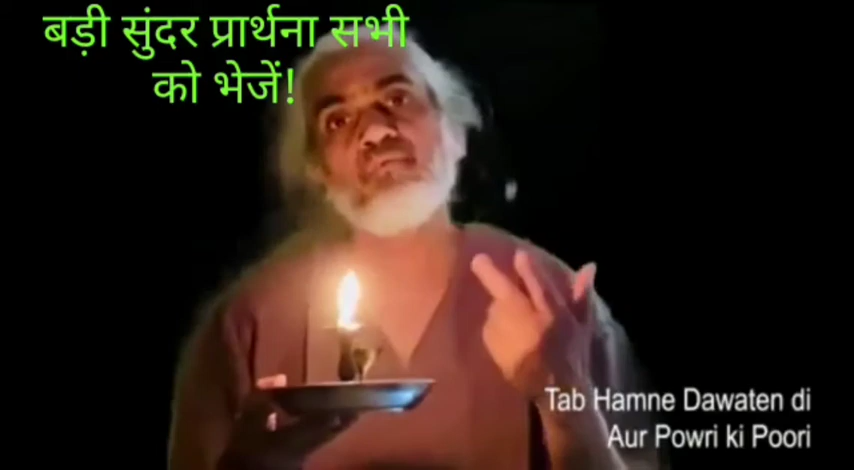 बड़ी सुंदर प्रार्थना सभी
को भेजें!
Tab Hamne Dawaten di
Aur Powri ki Poori